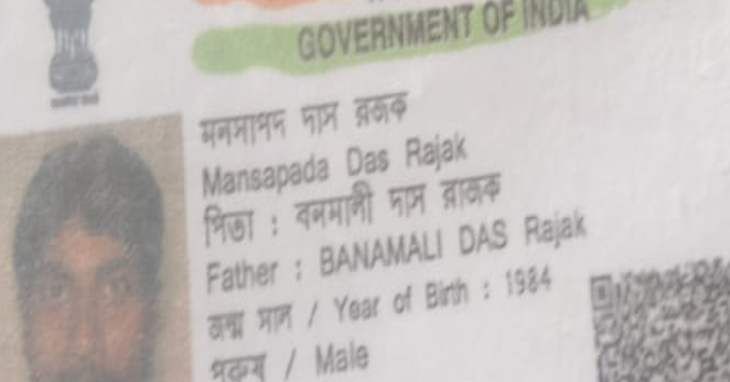 GOVERNMENT OF INDIA
মনসাপদ দাস রজক
Mansapada Das Rajak
পিতা : বনমালী দাস রাজক
Father : BANAMALI DAS Rajak
জন্ম সাল / Year of Birth : 1984
পুরুষ / Male